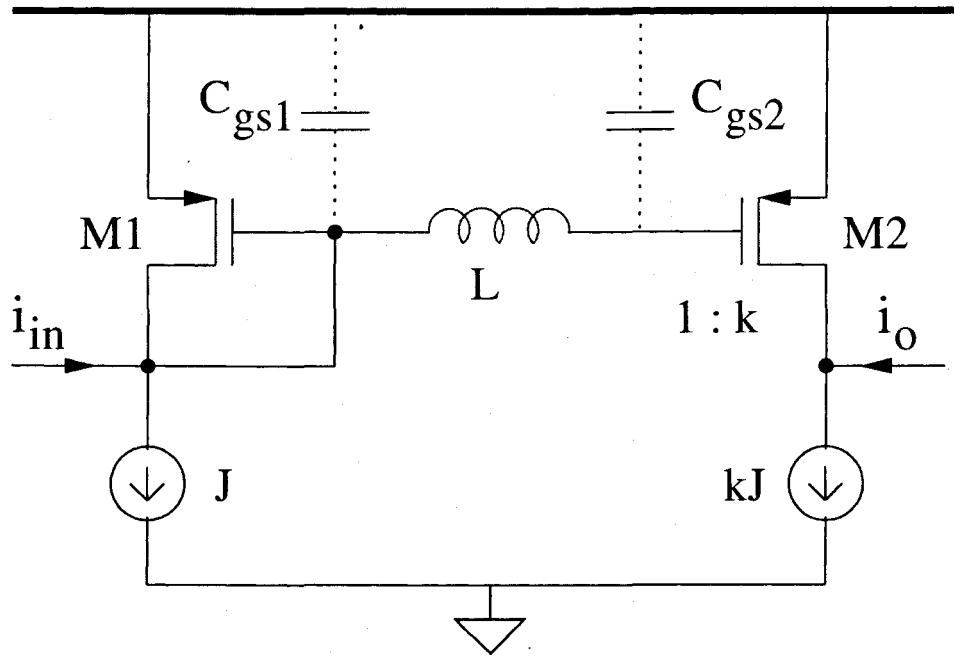 C_gs1 C_gs2
M1 M2
L
1 : k
i_in i_o
J kJ